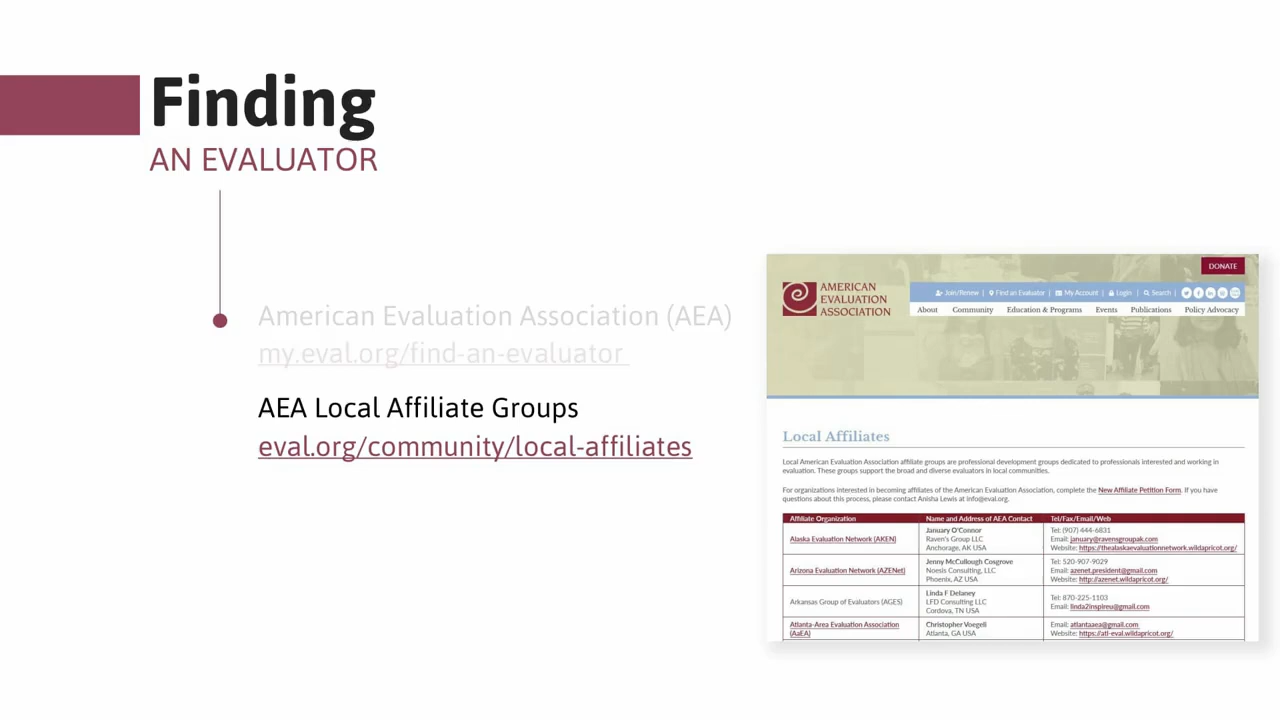 Finding
AN EVALUATOR
American Evaluation Association (AEA)
my.eval.org/find-an-evaluator
AEA Local Affiliate Groups
eval.org/community/local-affiliates
DONATE
AMERICAN
EVALUATION
ASSOCIATION
Join/Renew | Find an Evaluator | My Account | Login | Search |
About Community Education & Programs Events Publications Policy Advocacy
Local Affiliates
Local American Evaluation Association affiliate groups are professional development groups dedicated to professionals interested and working in
evaluation. These groups support the broad and diverse evaluators in local communities.
For organizations interested in becoming affiliates of the American Evaluation Association, complete the New Affiliate Petition Form. If you have
questions about this process, please contact Anisha Lewis at info@eval.org.
Affiliate Organization Name and Address of AEA Contact Tel/Fax/Email/Web
Alaska Evaluation Network (AKEN)
January O'Connor
Raven's Group LLC
Anchorage, AK USA
Tel: (907) 444-6831
Email: january@ravensgroupak.com
Website: https://thealaskaevaluationnetwork.wildapricot.org/
Arizona Evaluation Network (AZENet)
Jenny McCullough Cosgrove
Noesis Consulting, LLC
Phoenix, AZ USA
Tel: 520-907-9029
Email: azenet.president@gmail.com
Website: http://azenet.wildapricot.org/
Arkansas Group of Evaluators (AGES)
Linda F Delaney
LFD Consulting LLC
Cordova, TN USA
Tel: 870-225-1103
Email: linda2inspireu@gmail.com
Atlanta-Area Evaluation Association
(AaEA)
Christopher Voegeli
Atlanta, GA USA
Email: atlantaaea@gmail.com
Website: https://atl-eval.wildapricot.org/